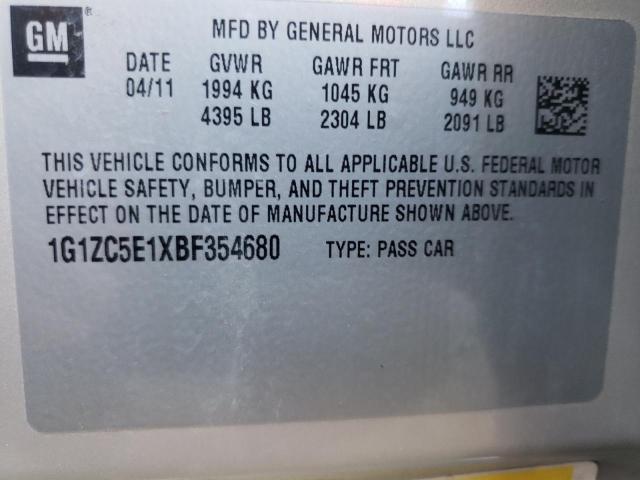 GM
MFD BY GENERAL MOTORS LLC
DATE GVWR GAWR FRT GAWR RR
04/11 1994 KG 1045 KG 949 KG
4395 LB 2304 LB 2091 LB
THIS VEHICLE CONFORMS TO ALL APPLICABLE U.S. FEDERAL MOTOR
VEHICLE SAFETY, BUMPER, AND THEFT PREVENTION STANDARDS IN
EFFECT ON THE DATE OF MANUFACTURE SHOWN ABOVE.
1G1ZC5E1XBF354680 TYPE: PASS CAR